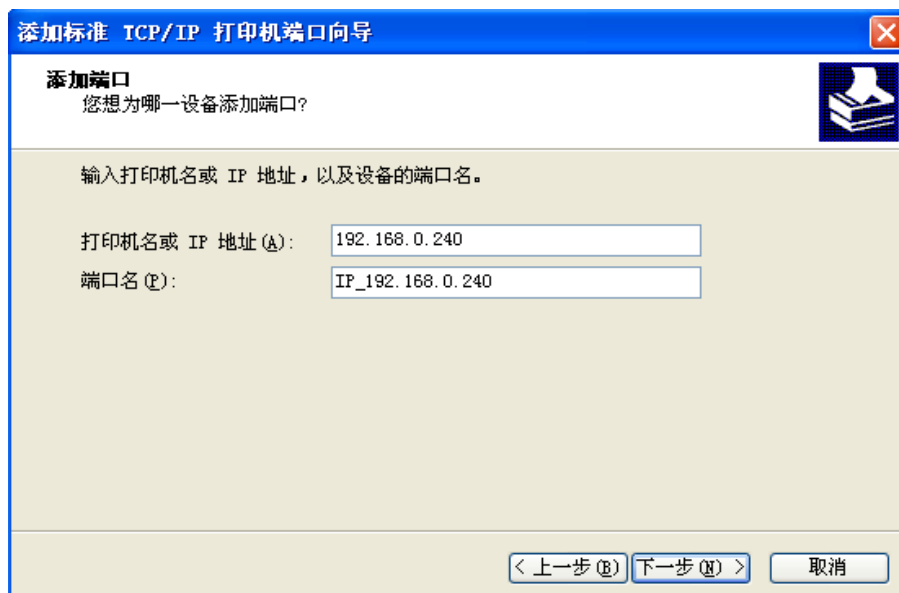 添加标准 TCP/IP 打印机端口向导
添加端口
您想为哪一设备添加端口?
输入打印机名或 IP 地址，以及设备的端口名。
打印机名或 IP 地址(A): 192.168.0.240
端口名(P): IP_192.168.0.240
< 上一步(B) 下一步(N) > 取消